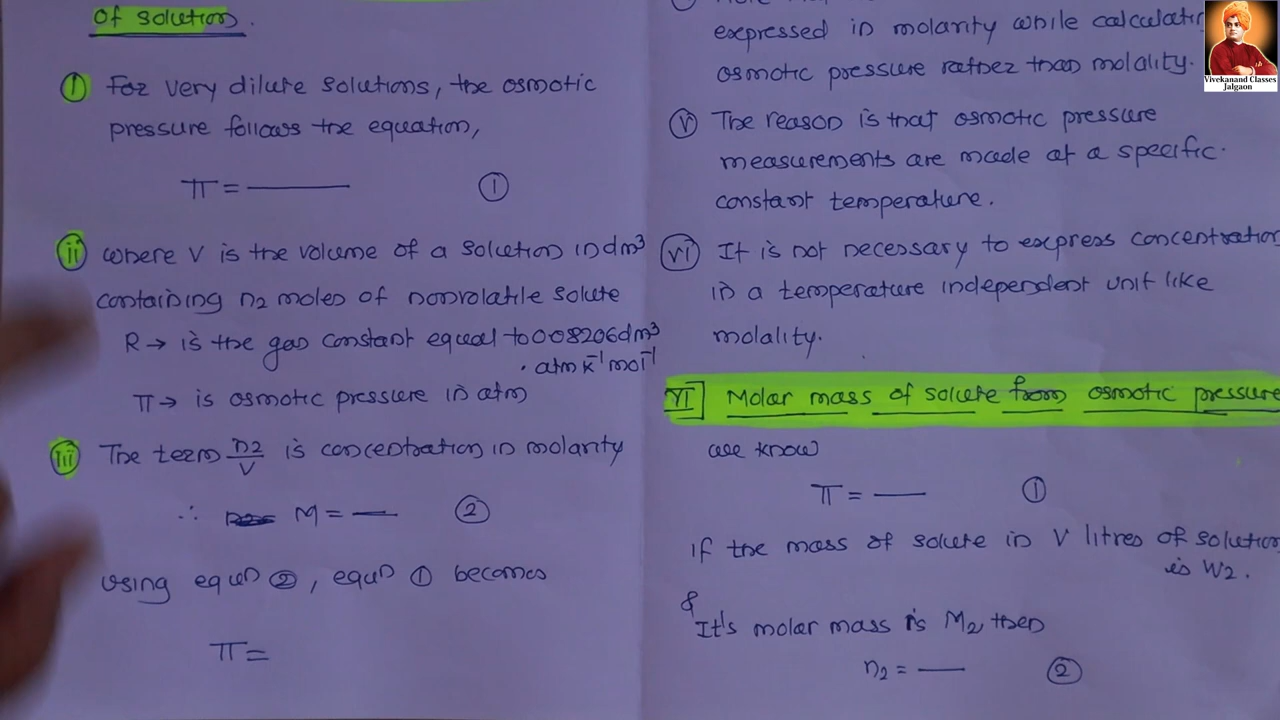 of solution.
I For very dilute solutions, the osmotic
pressure follows the equation,
π = ——— ①
ii where V is the volume of a solution in dm³
containing n2 moles of nonvolatile solute
R → is the gas constant equal to 0.08206 dm³
. atm K⁻¹ mol⁻¹
π → is osmotic pressure in atm
iii The term n2/V is concentration in molarity
∴ M = — ②
using equn ②, equn ① becomes
π =
expressed in molarity while calculatin
osmotic pressure rather than molality.
V The reason is that osmotic pressure
measurements are made at a specific.
constant temperature.
vi It is not necessary to express concentration
in a temperature independent unit like
molality.
VI Molar mass of solute from osmotic pressure
we know
π = — ①
if the mass of solute in V litres of solution
is W2.
& It's molar mass is M2 then
n2 = — ②
Vivekanand Classes
Jalgaon